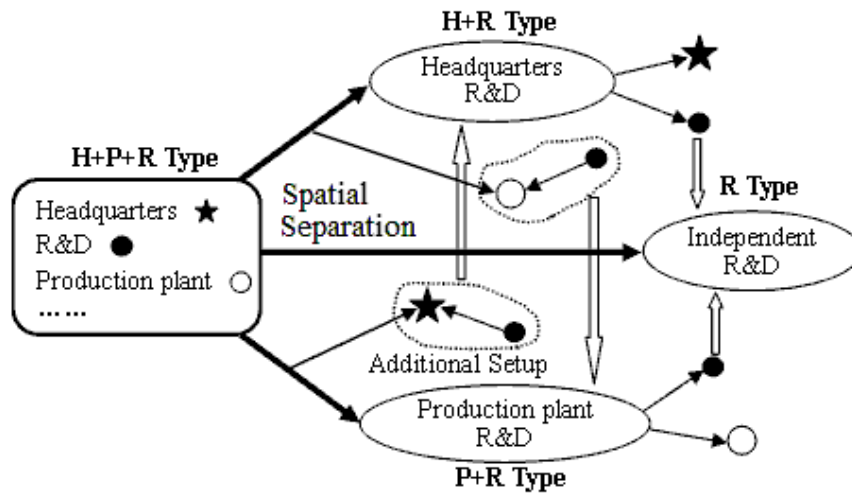 H+R Type
Headquarters
R&D
H+P+R Type
Headquarters
R&D
Production plant
... ...
Spatial
Separation
R Type
Independent
R&D
Additional Setup
Production plant
R&D
P+R Type